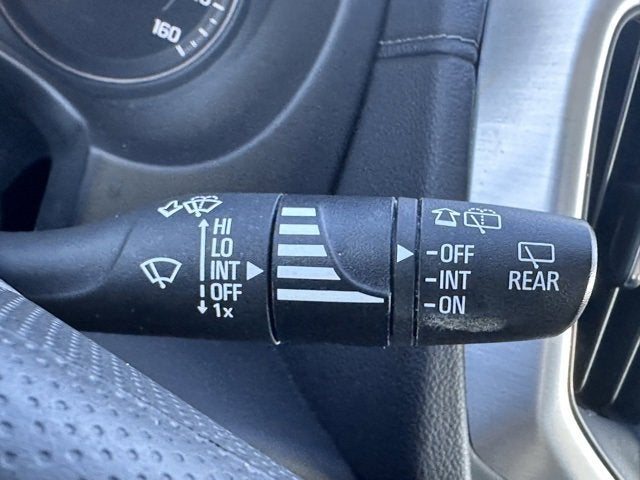 160
HI
LO
INT
OFF
1x
-OFF
-INT
-ON
REAR